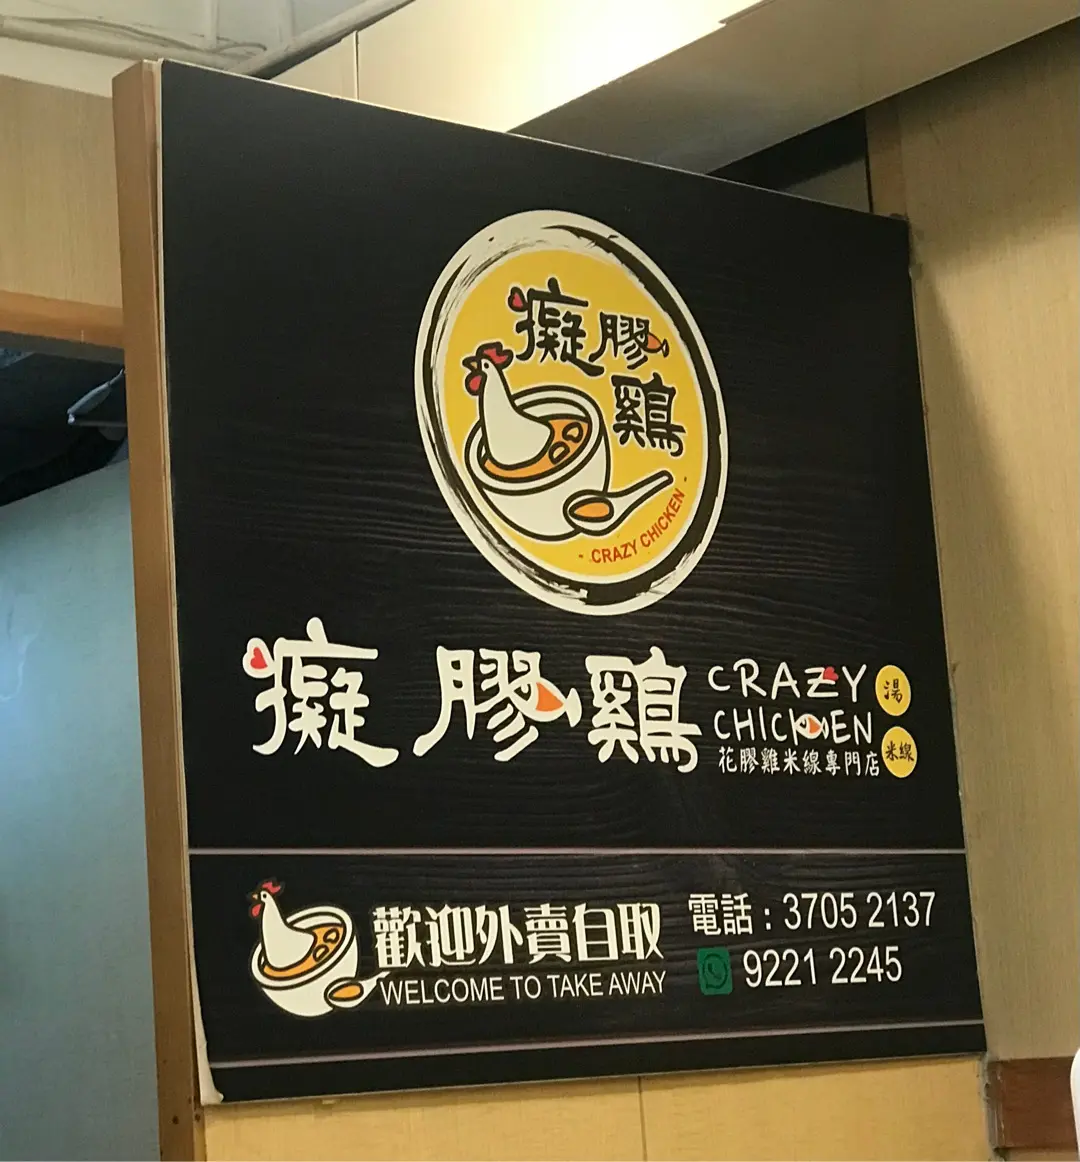 癡膠
鷄
- CRAZY CHICKEN -
癡膠鷄
CRAZY
CHICKEN
湯
米線
花膠雞米線專門店
歡迎外賣自取
WELCOME TO TAKE AWAY
電話 : 3705 2137
9221 2245